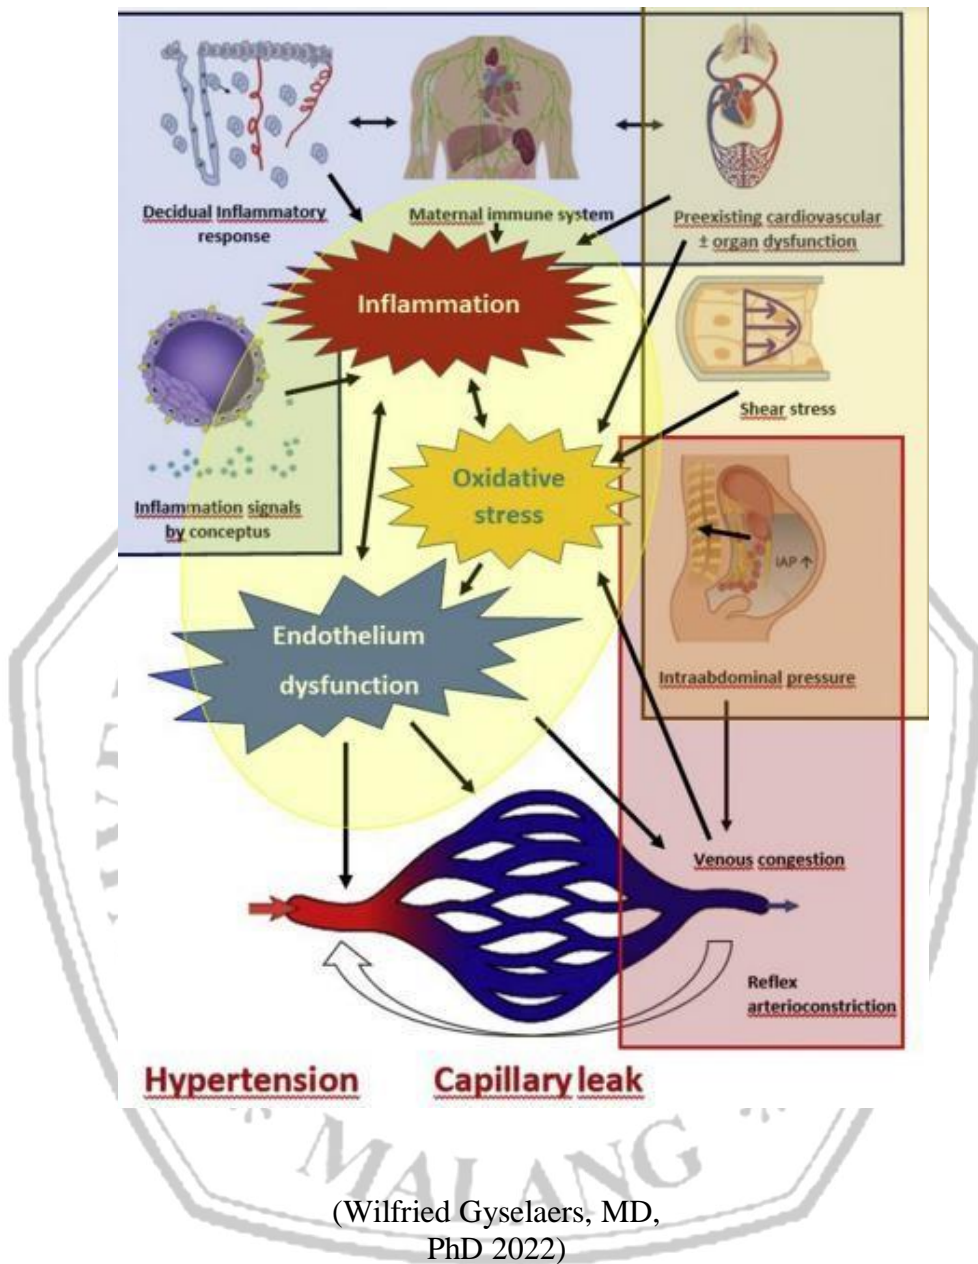 Decidual Inflammatory
response
Maternal immune system
Preexisting cardiovascular
± organ dysfunction
Inflammation
Shear stress
Inflammation signals
by conceptus
Oxidative
stress
IAP ↑
Endothelium
dysfunction
Intraabdominal pressure
Venous congestion
Reflex
arterioconstriction
Hypertension
Capillary leak
MALANG
(Wilfried Gyselaers, MD,
PhD 2022)